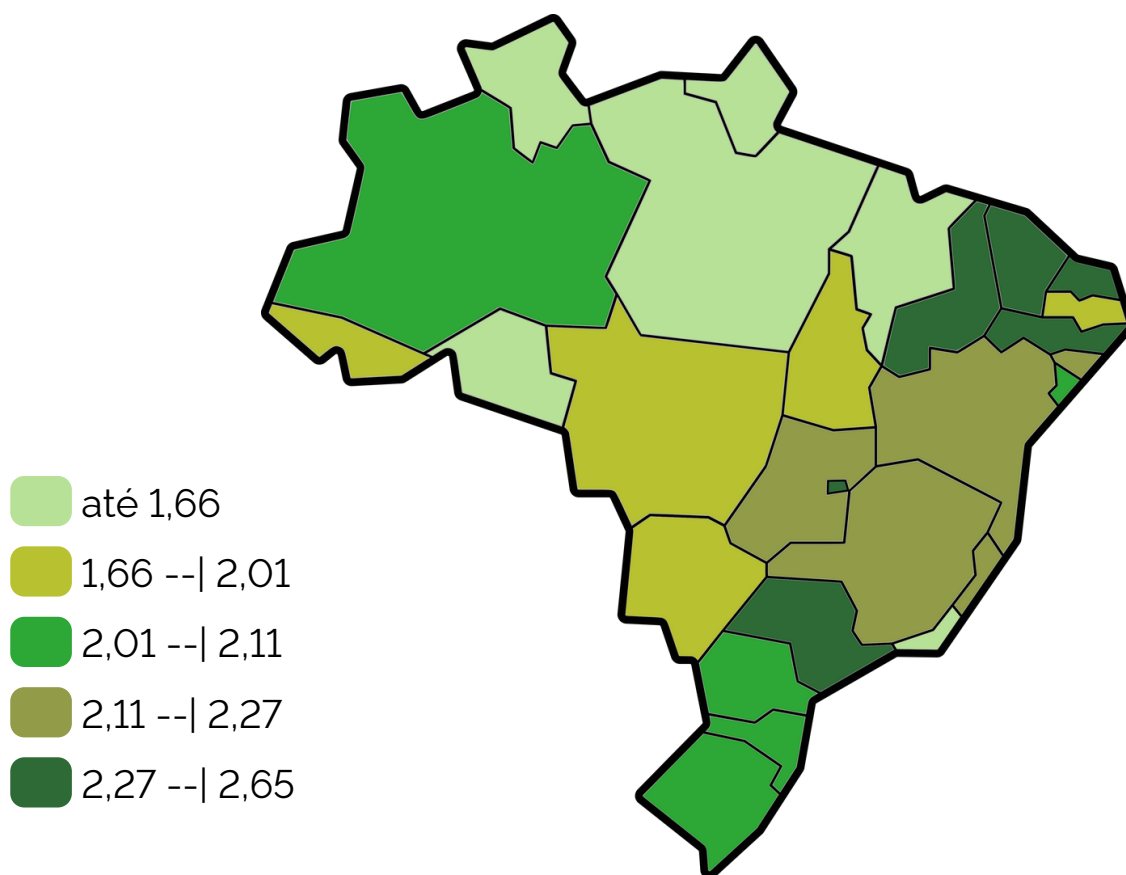 até 1,66
1,66 --| 2,01
2,01 --| 2,11
2,11 --| 2,27
2,27 --| 2,65